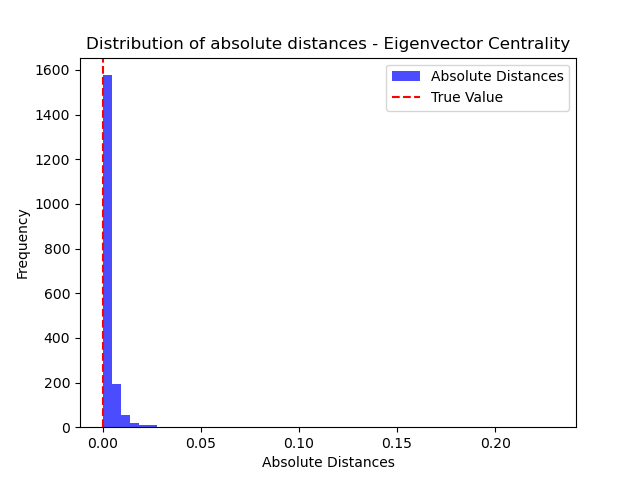 Distribution of absolute distances - Eigenvector Centrality
Absolute Distances
True Value
1600
1400
1200
1000
800
600
400
200
0
Frequency
0.00 0.05 0.10 0.15 0.20
Absolute Distances